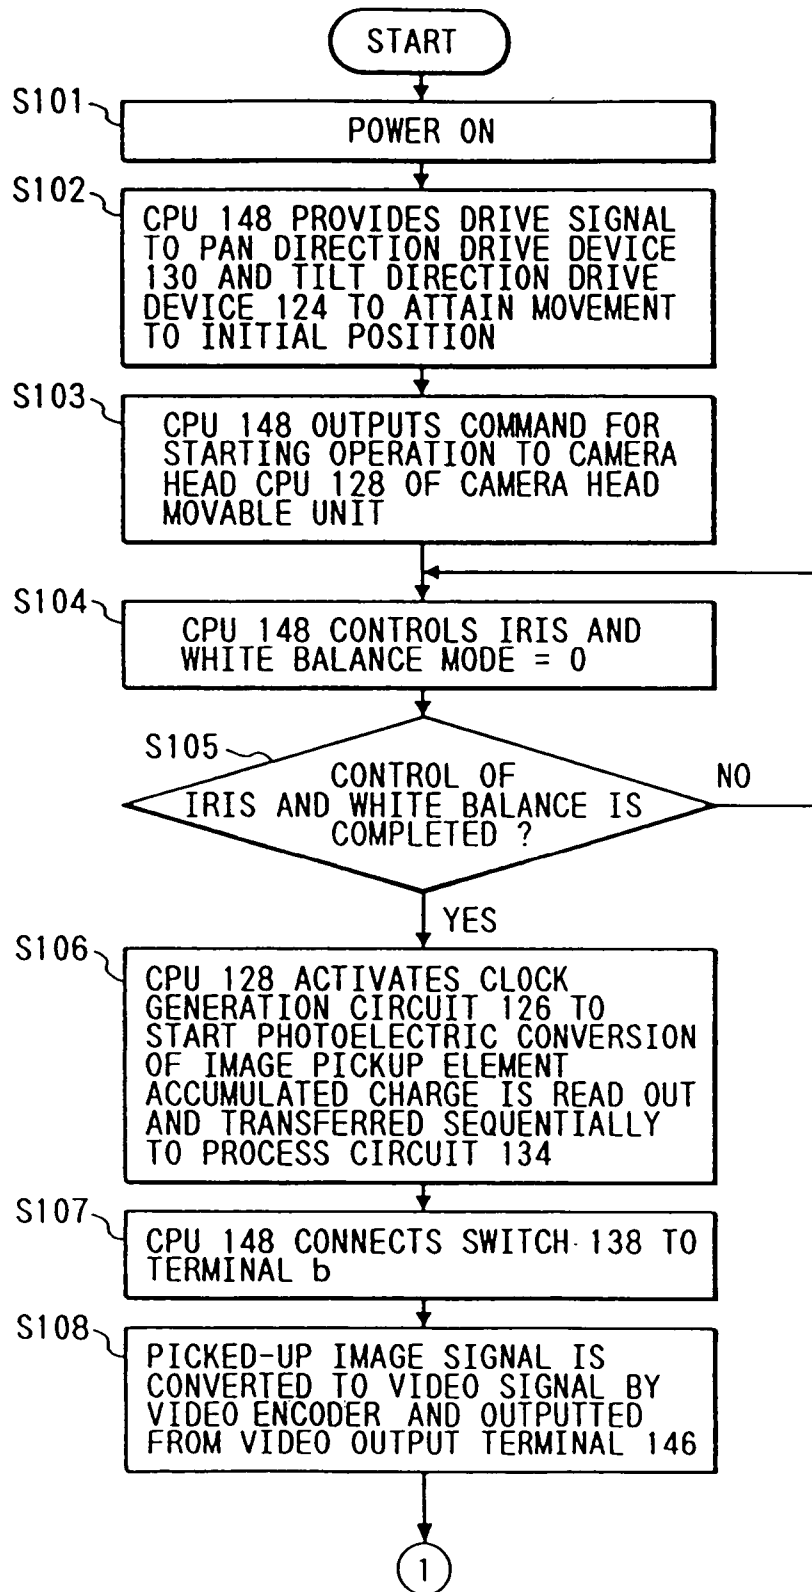 START
S101
POWER ON
S102
CPU 148 PROVIDES DRIVE SIGNAL
TO PAN DIRECTION DRIVE DEVICE
130 AND TILT DIRECTION DRIVE
DEVICE 124 TO ATTAIN MOVEMENT
TO INITIAL POSITION
S103
CPU 148 OUTPUTS COMMAND FOR
STARTING OPERATION TO CAMERA
HEAD CPU 128 OF CAMERA HEAD
MOVABLE UNIT
S104
CPU 148 CONTROLS IRIS AND
WHITE BALANCE MODE = 0
S105
CONTROL OF
IRIS AND WHITE BALANCE IS
COMPLETED ?
NO
YES
S106
CPU 128 ACTIVATES CLOCK
GENERATION CIRCUIT 126 TO
START PHOTOELECTRIC CONVERSION
OF IMAGE PICKUP ELEMENT
ACCUMULATED CHARGE IS READ OUT
AND TRANSFERRED SEQUENTIALLY
TO PROCESS CIRCUIT 134
S107
CPU 148 CONNECTS SWITCH 138 TO
TERMINAL b
S108
PICKED-UP IMAGE SIGNAL IS
CONVERTED TO VIDEO SIGNAL BY
VIDEO ENCODER AND OUTPUTTED
FROM VIDEO OUTPUT TERMINAL 146
1